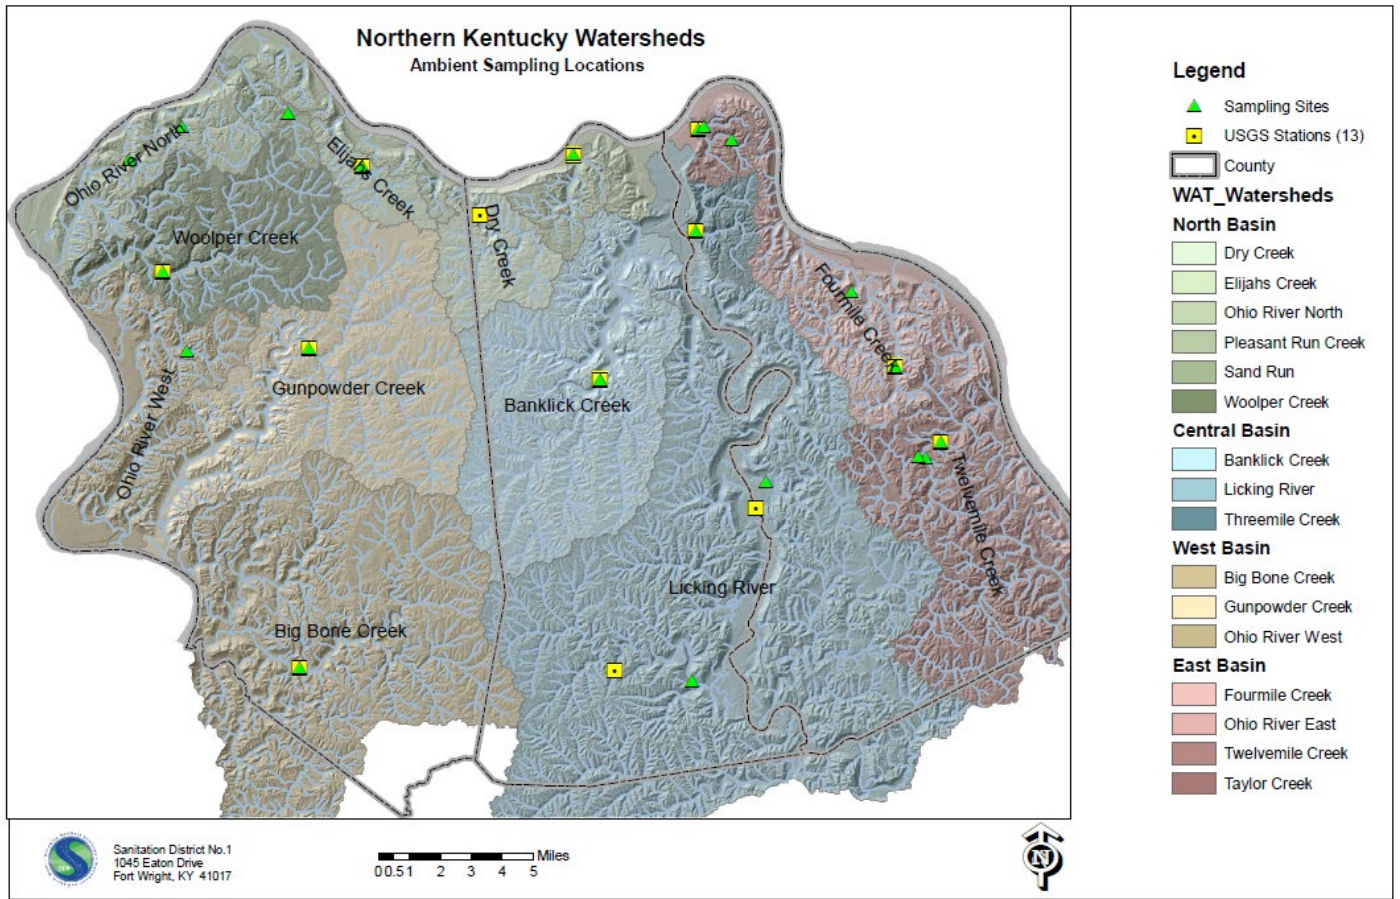 Northern Kentucky Watersheds
Ambient Sampling Locations
Ohio River North
Elijahs Creek
Woolper Creek
Dry Creek
Fourmile Creek
Gunpowder Creek
Banklick Creek
Ohio River West
Twelvemile Creek
Licking River
Big Bone Creek
Legend
Sampling Sites
USGS Stations (13)
County
WAT_Watersheds
North Basin
Dry Creek
Elijahs Creek
Ohio River North
Pleasant Run Creek
Sand Run
Woolper Creek
Central Basin
Banklick Creek
Licking River
Threemile Creek
West Basin
Big Bone Creek
Gunpowder Creek
Ohio River West
East Basin
Fourmile Creek
Ohio River East
Twelvemile Creek
Taylor Creek
Sanitation District No.1
1045 Eaton Drive
Fort Wright, KY 41017
Miles
0 0.5 1 2 3 4 5
N